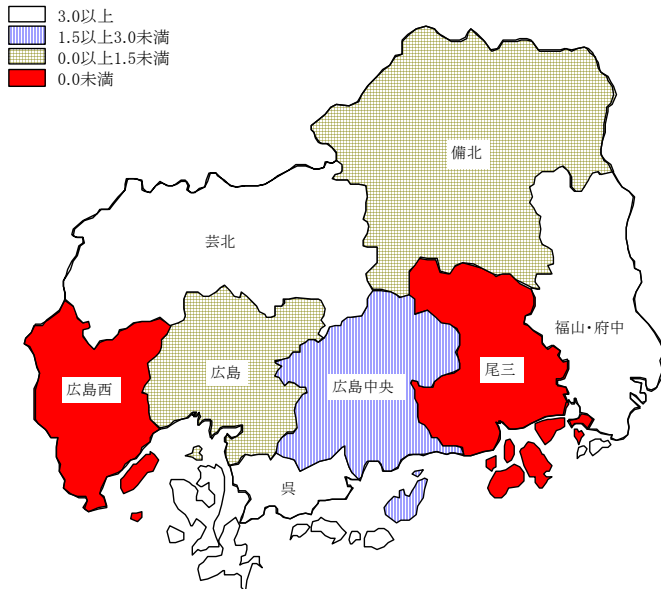 3.0以上
1.5以上3.0未満
0.0以上1.5未満
0.0未満
備北
芸北
福山・府中
広島西
広島
広島中央
尾三
呉